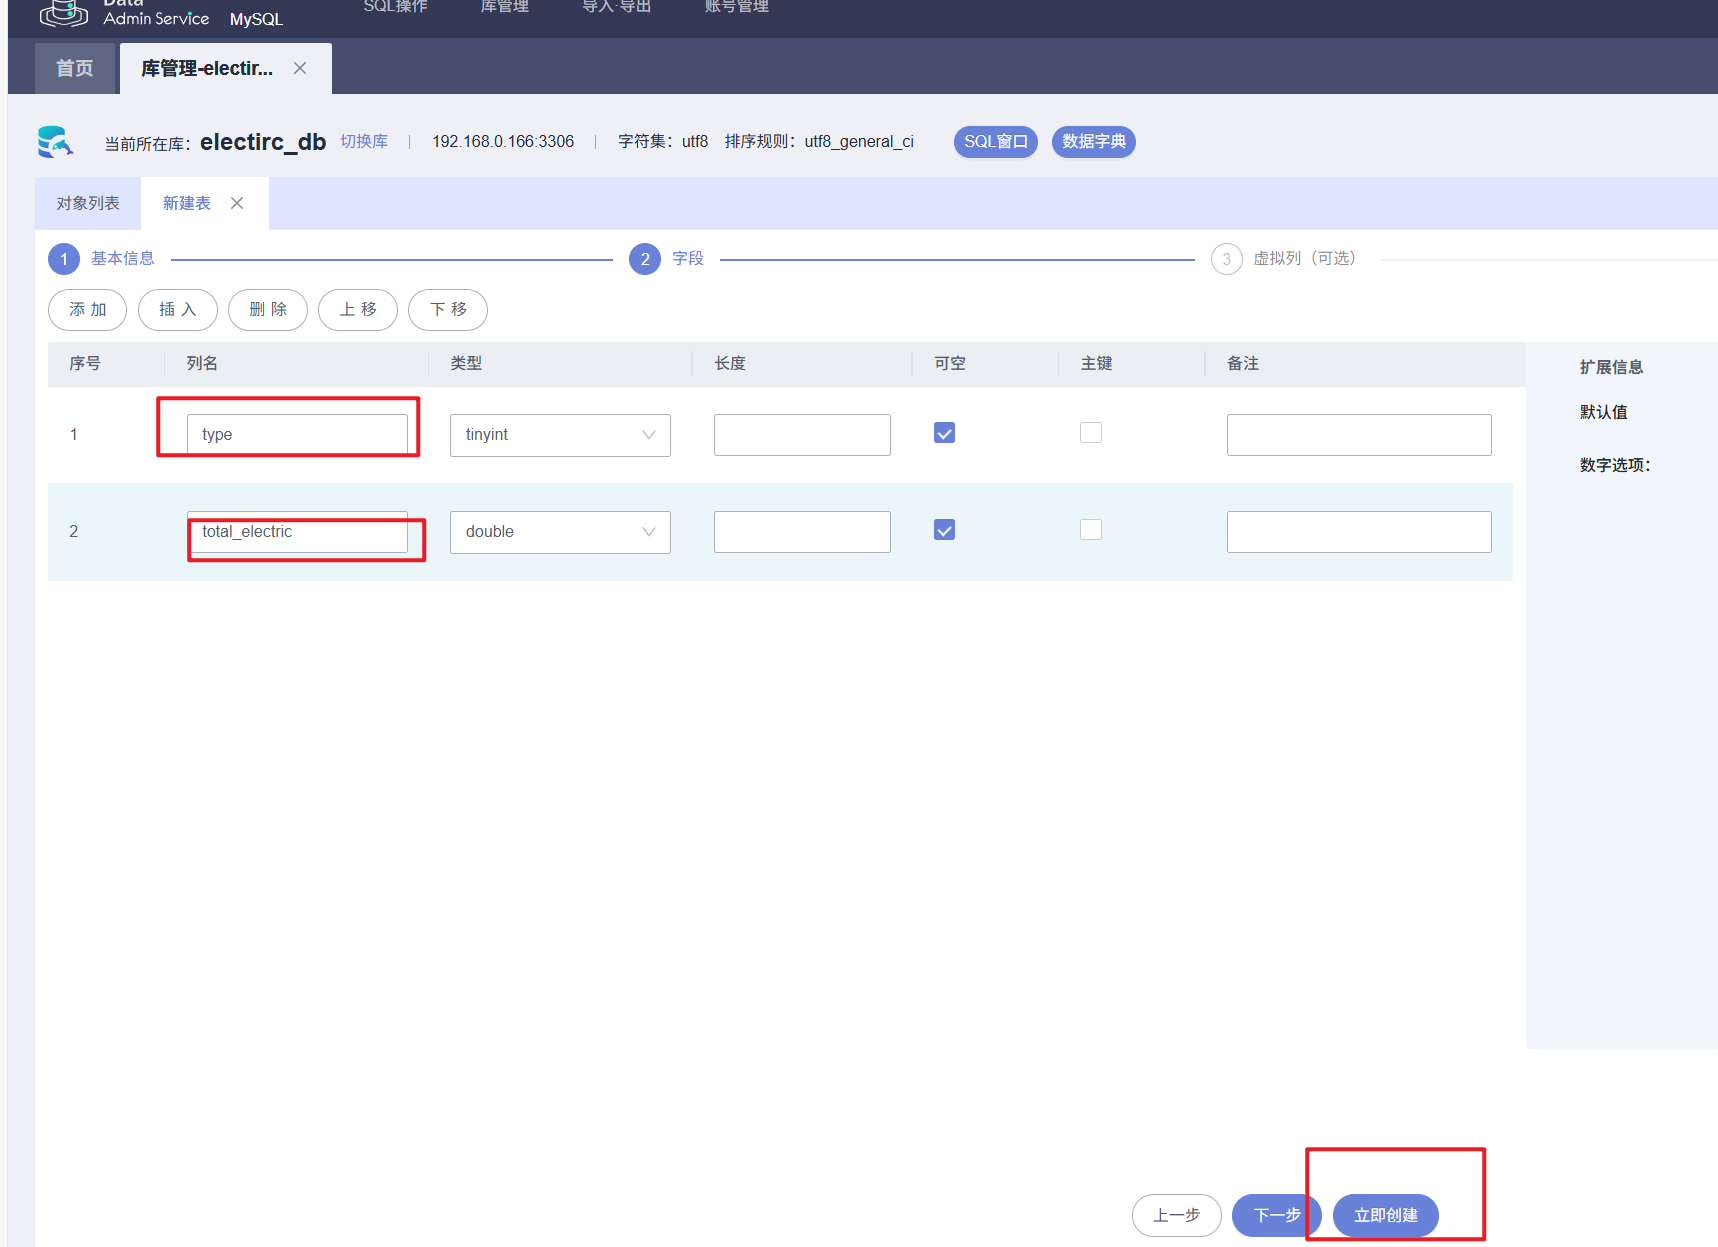 Data
Admin Service MySQL SQL操作 库管理 导入·导出 账号管理
首页 库管理-electir...
当前所在库： electirc_db 切换库 192.168.0.166:3306 字符集：utf8 排序规则：utf8_general_ci SQL窗口 数据字典
对象列表 新建表
1 基本信息 2 字段 3 虚拟列（可选）
添 加 插 入 删 除 上 移 下 移
序号 列名 类型 长度 可空 主键 备注 扩展信息
默认值
1 type tinyint
数字选项：
2 total_electric double
上一步 下一步 立即创建